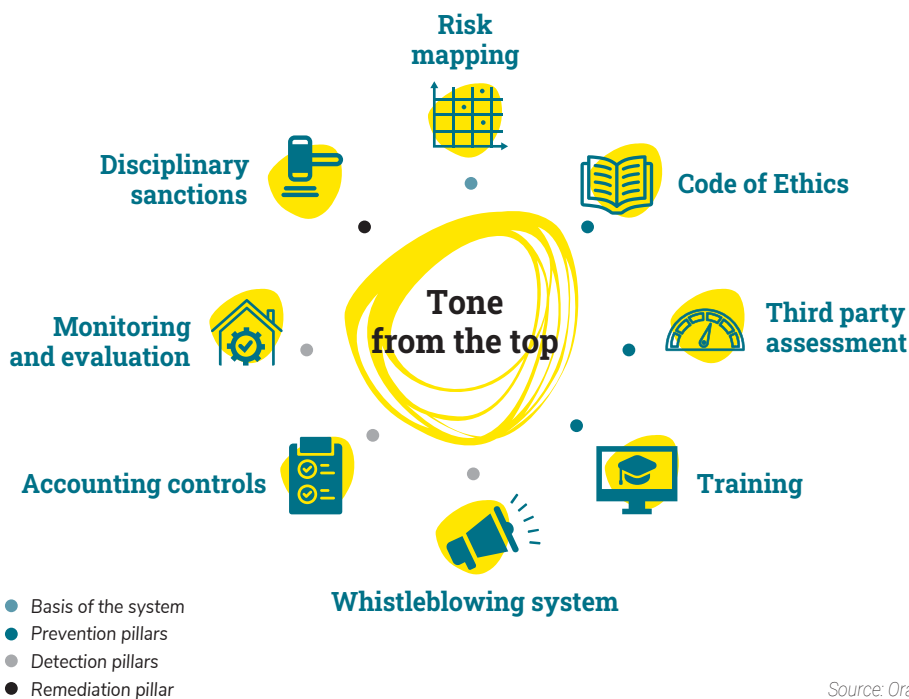 Risk
mapping
Disciplinary
sanctions
Code of Ethics
Tone
from the top
Monitoring
and evaluation
Third party
assessment
Accounting controls
Training
Whistleblowing system
Basis of the system
Prevention pillars
Detection pillars
Remediation pillar
Source: